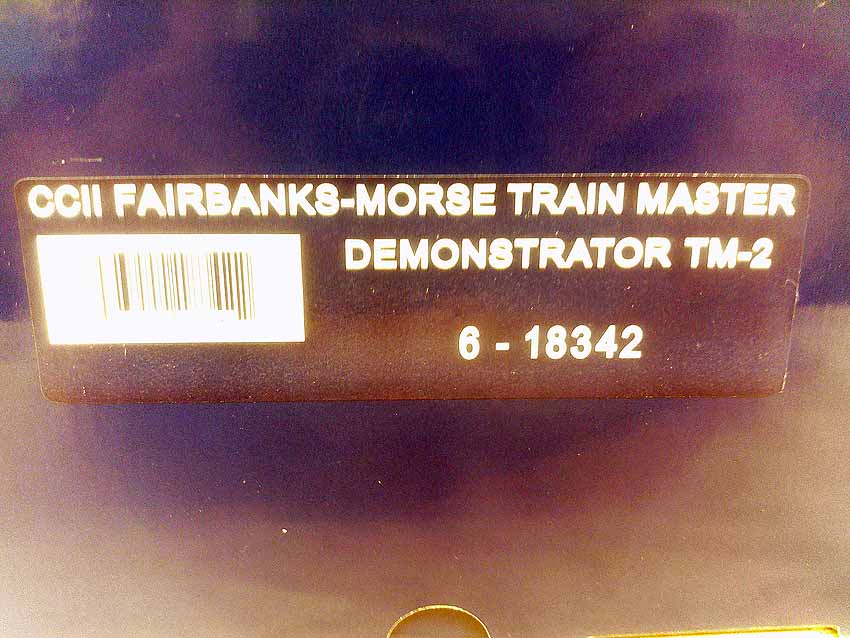 CCII FAIRBANKS-MORSE TRAIN MASTER
DEMONSTRATOR TM-2
6 - 18342